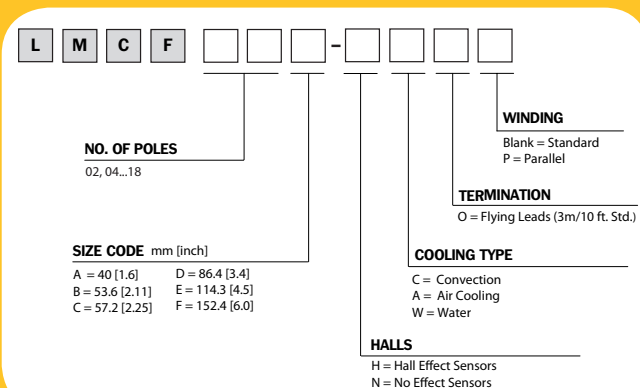 L M C F -
WINDING
Blank = Standard
P = Parallel
NO. OF POLES
02, 04...18
TERMINATION
O = Flying Leads (3m/10 ft. Std.)
SIZE CODE mm [inch]
A = 40 [1.6] D = 86.4 [3.4]
B = 53.6 [2.11] E = 114.3 [4.5]
C = 57.2 [2.25] F = 152.4 [6.0]
COOLING TYPE
C = Convection
A = Air Cooling
W = Water
HALLS
H = Hall Effect Sensors
N = No Effect Sensors